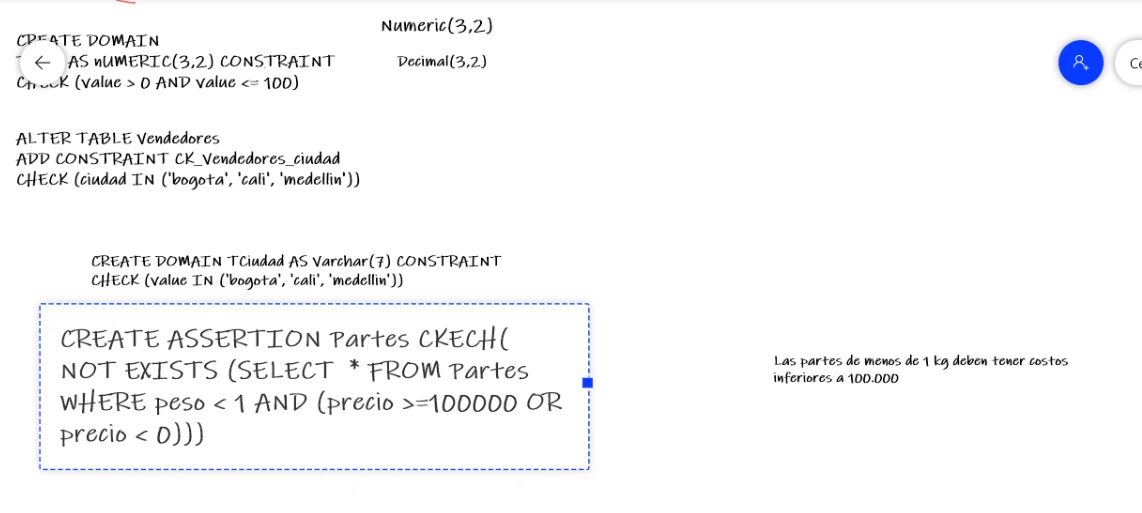 Numeric(3,2)
CREATE DOMAIN
AS nUMERIC(3,2) CONSTRAINT
Decimal(3,2)
CHECK (value > 0 AND value <= 100)
ALTER TABLE Vendedores
ADD CONSTRAINT CK_Vendedores_ciudad
CHECK (ciudad IN ('bogota', 'cali', 'medellin'))
CREATE DOMAIN TCiudad AS Varchar(7) CONSTRAINT
CHECK (value IN ('bogota', 'cali', 'medellin'))
CREATE ASSERTION Partes CKECH(
NOT EXISTS (SELECT * FROM Partes
WHERE peso < 1 AND (precio >=100000 OR
precio < 0)))
Las partes de menos de 1 kg deben tener costos
inferiores a 100.000